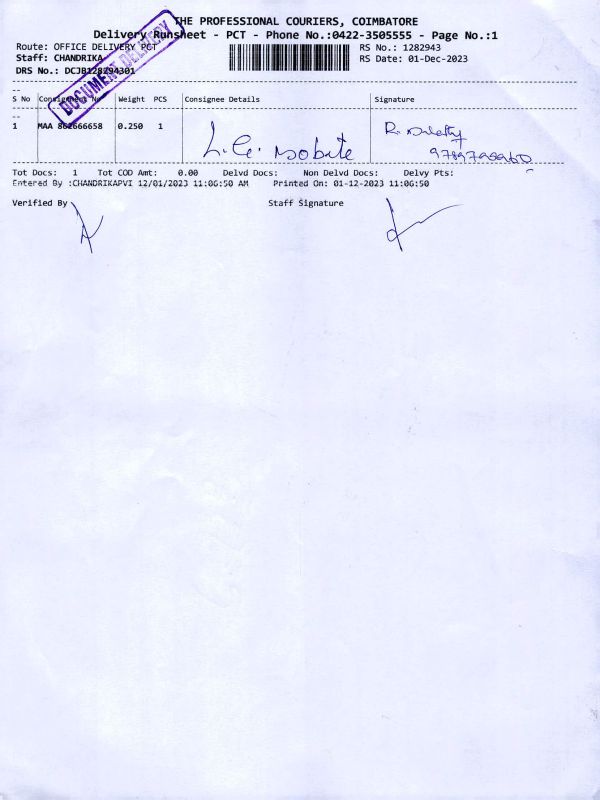 THE PROFESSIONAL COURIERS, COIMBATORE
Delivery Runsheet - PCT - Phone No.:0422-3505555 - Page No.:1
Route: OFFICE DELIVERY PCT
RS No.: 1282943
Staff: CHANDRIKA
RS Date: 01-Dec-2023
DRS No.: DCJB128294301
DOCUMENT DELIVERY
S No Consignment No Weight PCS Consignee Details Signature
1 MAA 862666658 0.250 1 L.G. R.
Tot Docs: 1 Tot COD Amt: 0.00 Delvd Docs: Non Delvd Docs: Delvy Pts:
Entered By :CHANDRIKAPVI 12/01/2023 11:06:50 AM Printed On: 01-12-2023 11:06:50
Verified By Staff Signature